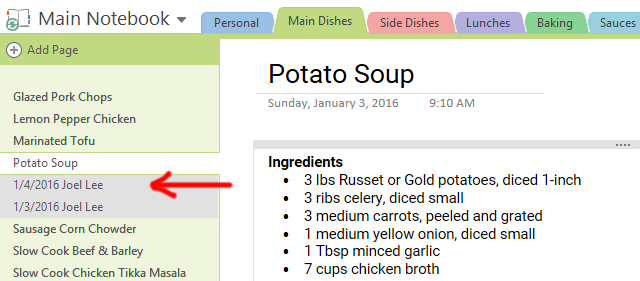 Main Notebook
Personal
Main Dishes
Side Dishes
Lunches
Baking
Sauces
Add Page
Glazed Pork Chops
Lemon Pepper Chicken
Marinated Tofu
Potato Soup
1/4/2016 Joel Lee
1/3/2016 Joel Lee
Sausage Corn Chowder
Slow Cook Beef & Barley
Slow Cook Chicken Tikka Masala
Potato Soup
Sunday, January 3, 2016 9:10 AM
Ingredients
• 3 lbs Russet or Gold potatoes, diced 1-inch
• 3 ribs celery, diced small
• 3 medium carrots, peeled and grated
• 1 medium yellow onion, diced small
• 1 Tbsp minced garlic
• 7 cups chicken broth